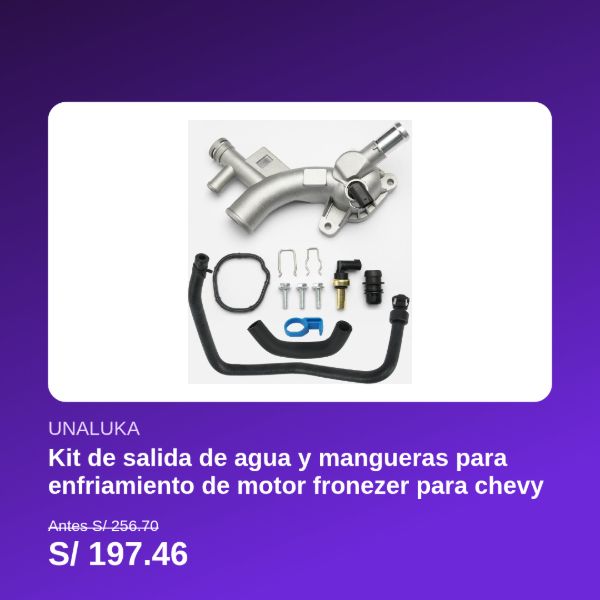 UNALUKA
Kit de salida de agua y mangueras para
enfriamiento de motor fronezer para chevy
Antes S/ 256.70
S/ 197.46